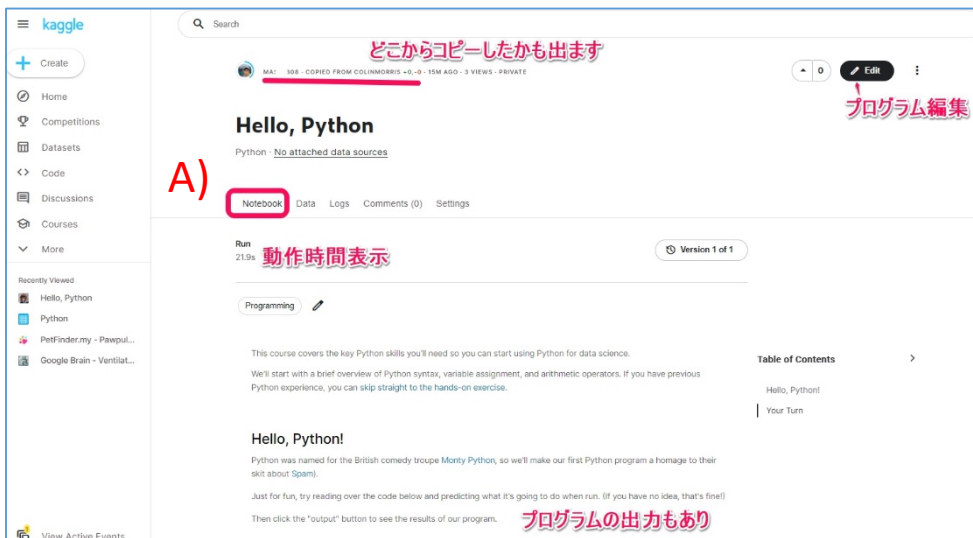 kaggle
Search
どこからコピーしたかも出ます
Create
308 - COPIED FROM COLINMORRIS +0,-0 - 15M AGO - 3 VIEWS - PRIVATE
0
Edit
プログラム編集
Home
Competitions
Datasets
Code
Discussions
Courses
More
Recently Viewed
Hello, Python
Python
PetFinder.my - Pawpul...
Google Brain - Ventilat...
View Active Events
Hello, Python
Python · No attached data sources
A)
Notebook Data Logs Comments (0) Settings
Run
21.9s
動作時間表示
Version 1 of 1
Programming
This course covers the key Python skills you'll need so you can start using Python for data science.
We'll start with a brief overview of Python syntax, variable assignment, and arithmetic operators. If you have previous
Python experience, you can skip straight to the hands-on exercise.
Hello, Python!
Python was named for the British comedy troupe Monty Python, so we'll make our first Python program a homage to their
skit about Spam).
Just for fun, try reading over the code below and predicting what it's going to do when run. (If you have no idea, that's fine!)
Then click the "output" button to see the results of our program.
プログラムの出力もあり
Table of Contents
Hello, Python!
Your Turn